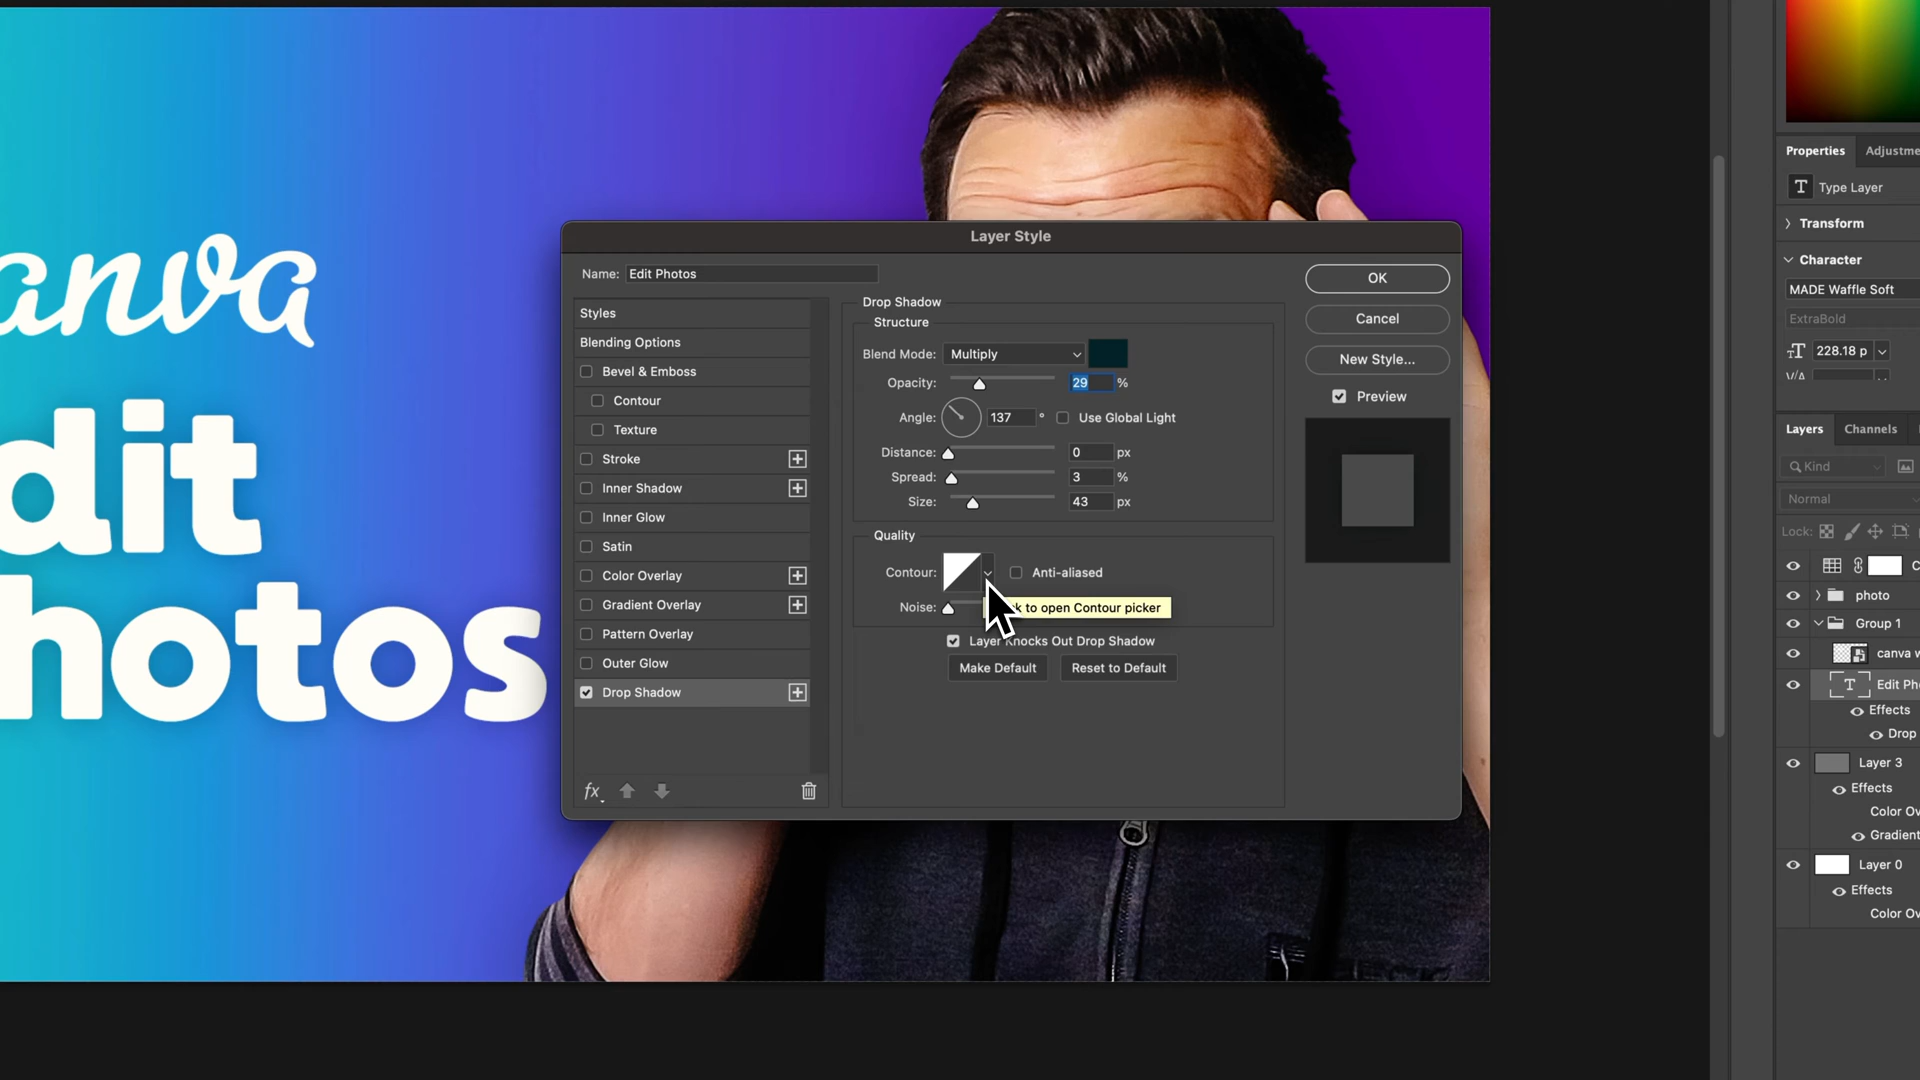 anva
dit
hotos
Layer Style
Name: Edit Photos
Styles
Blending Options
Bevel & Emboss
Contour
Texture
Stroke
Inner Shadow
Inner Glow
Satin
Color Overlay
Gradient Overlay
Pattern Overlay
Outer Glow
Drop Shadow
fx
Drop Shadow
Structure
Blend Mode: Multiply
Opacity: 29 %
Angle: 137 ° Use Global Light
Distance: 0 px
Spread: 3 %
Size: 43 px
Quality
Contour: Anti-aliased
Noise: k to open Contour picker
Layer Knocks Out Drop Shadow
Make Default Reset to Default
OK
Cancel
New Style...
Preview
Properties Adjustme
T Type Layer
Transform
Character
MADE Waffle Soft
ExtraBold
228.18 p
Layers Channels
Kind
Normal
Lock:
C
photo
Group 1
canva w
T Edit Pho
Effects
Drop
Layer 3
Effects
Color Ov
Gradient
Layer 0
Effects
Color Ov